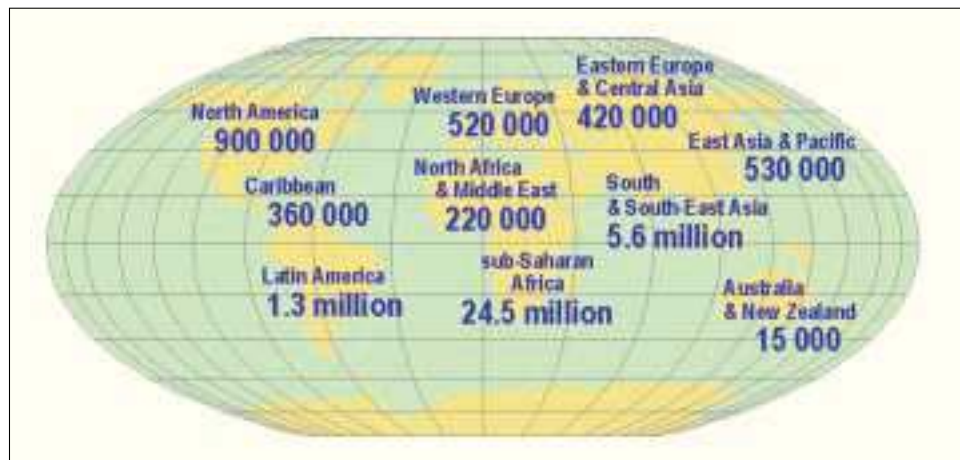 Eastern Europe
& Central Asia
420 000
Western Europe
520 000
North America
900 000
East Asia & Pacific
530 000
North Africa
& Middle East
220 000
Caribbean
360 000
South
& South-East Asia
5.6 million
sub-Saharan
Africa
24.5 million
Latin America
1.3 million
Australia
& New Zealand
15 000